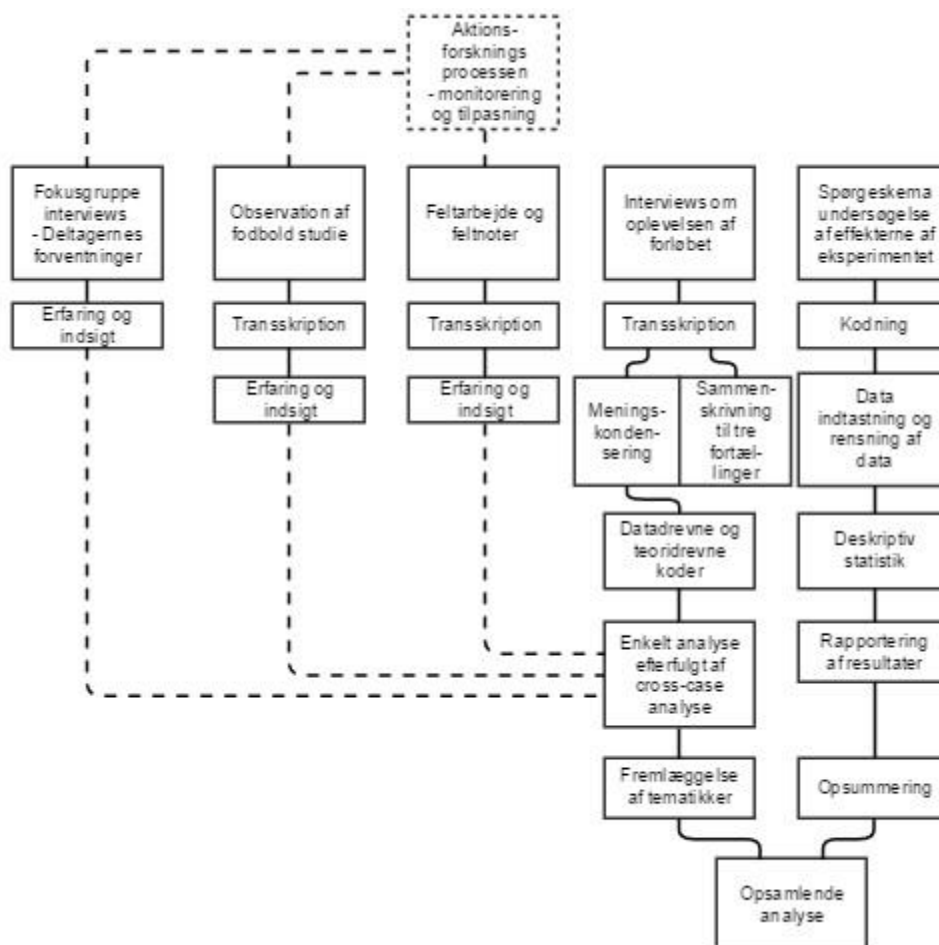 Aktions-
forsknings
processen
- monitorering
og tilpasning
Fokusgruppe
interviews
- Deltagernes
forventninger
Observation af
fodbold studie
Feltarbejde og
feltnoter
Interviews om
oplevelsen af
forløbet
Spørgeskema
undersøgelse
af effekterne af
eksperimentet
Erfaring og
indsigt
Transskription
Transskription
Transskription
Kodning
Erfaring og
indsigt
Erfaring og
indsigt
Menings-
konden-
sering
Sammen-
skrivning
til tre
fortæl-
linger
Data
indtastning og
rensning af
data
Datadrevne og
teoridrevne
koder
Deskriptiv
statistik
Enkelt analyse
efterfulgt af
cross-case
analyse
Rapportering
af resultater
Fremlæggelse
af tematikker
Opsummering
Opsamlende
analyse